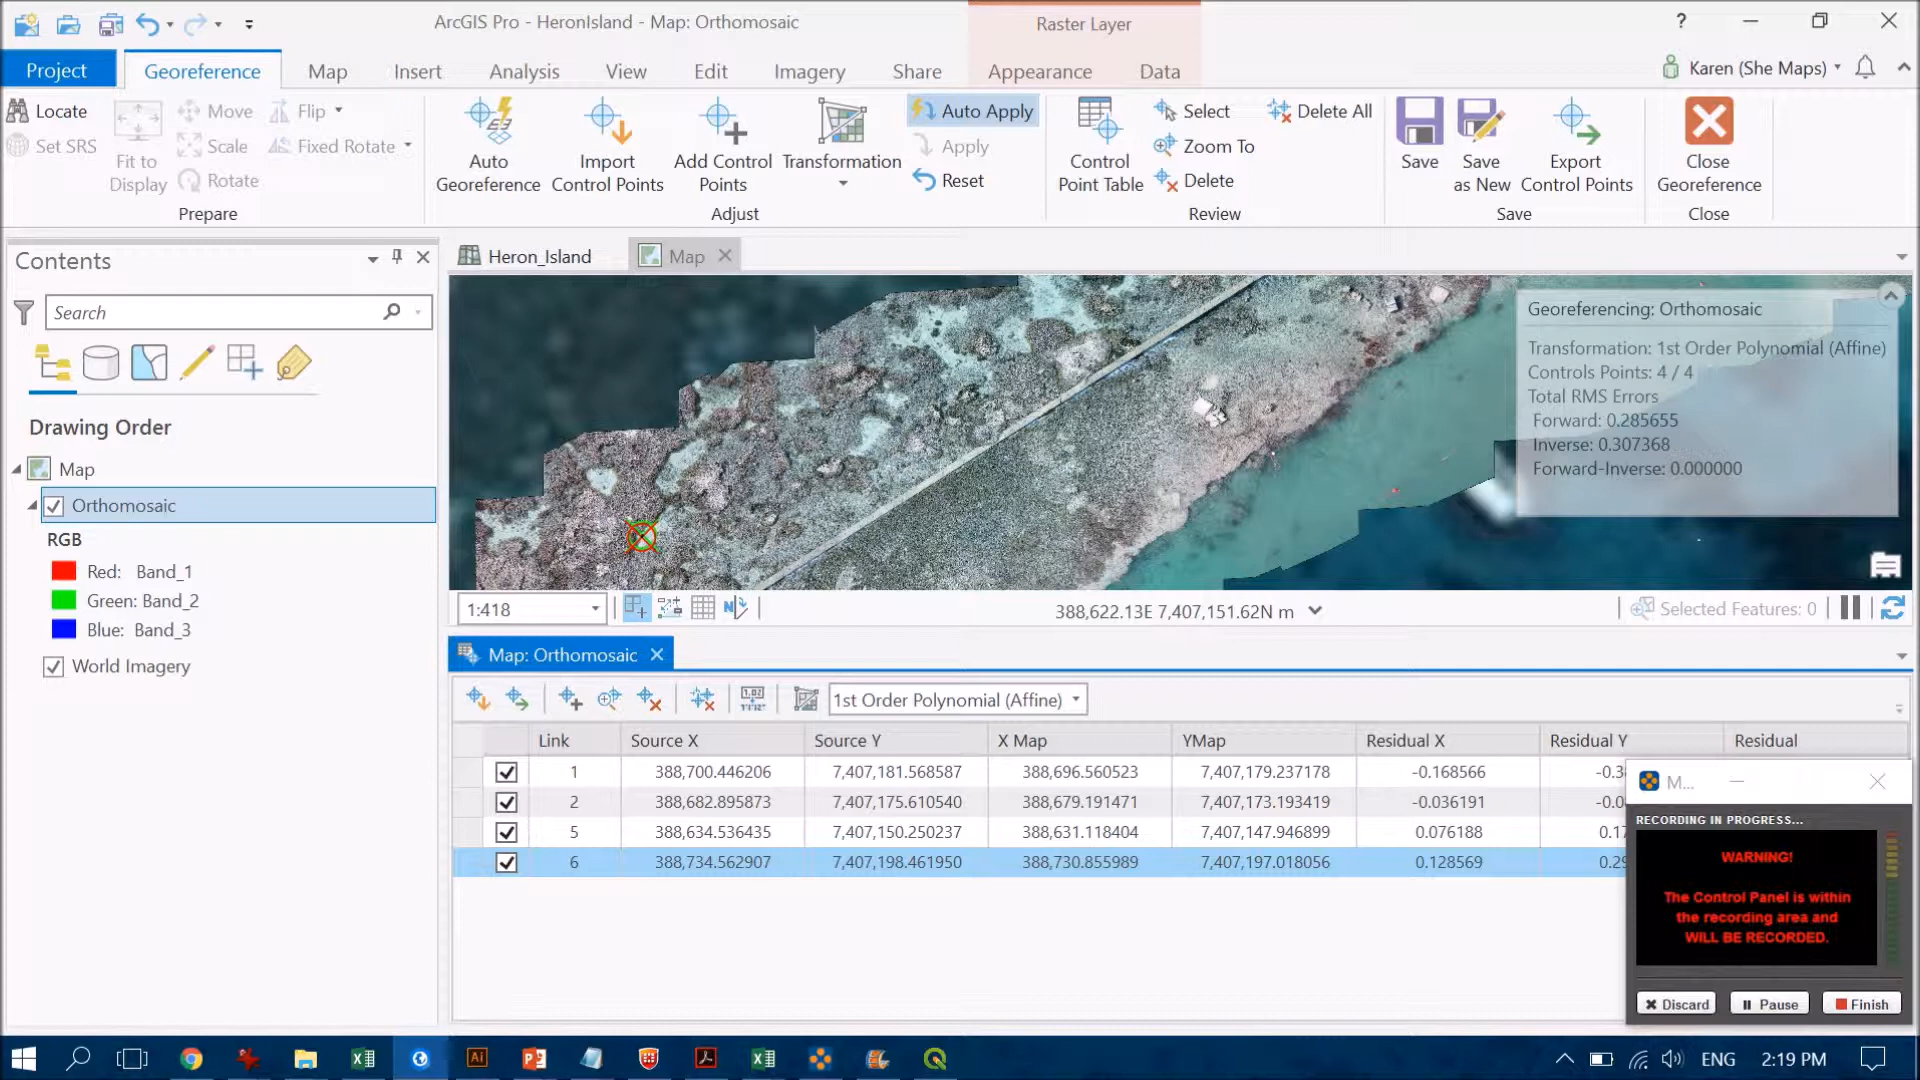 ArcGIS Pro - HeronIsland - Map: Orthomosaic
Raster Layer
?
Project
Georeference
Map
Insert
Analysis
View
Edit
Imagery
Share
Appearance
Data
Karen (She Maps)
Locate
Set SRS
Fit to
Display
Move
Scale
Rotate
Flip
Fixed Rotate
Prepare
Auto
Georeference
Import
Control Points
Add Control
Points
Transformation
Auto Apply
Apply
Reset
Adjust
Control
Point Table
Select
Zoom To
Delete
Delete All
Review
Save
Save
as New
Export
Control Points
Save
Close
Georeference
Close
Contents
Search
Drawing Order
Map
Orthomosaic
RGB
Red: Band_1
Green: Band_2
Blue: Band_3
World Imagery
Heron_Island
Map
Georeferencing: Orthomosaic
Transformation: 1st Order Polynomial (Affine)
Controls Points: 4 / 4
Total RMS Errors
Forward: 0.285655
Inverse: 0.307368
Forward-Inverse: 0.000000
1:418
388,622.13E 7,407,151.62N m
Selected Features: 0
Map: Orthomosaic
1st Order Polynomial (Affine)
Link Source X Source Y X Map YMap Residual X Residual Y Residual
1 388,700.446206 7,407,181.568587 388,696.560523 7,407,179.237178 -0.168566
2 388,682.895873 7,407,175.610540 388,679.191471 7,407,173.193419 -0.036191 -0.0
5 388,634.536435 7,407,150.250237 388,631.118404 7,407,147.946899 0.076188 0.17
6 388,734.562907 7,407,198.461950 388,730.855989 7,407,197.018056 0.128569 0.29
M...
RECORDING IN PROGRESS...
WARNING!
The Control Panel is within
the recording area and
WILL BE RECORDED.
Discard
Pause
Finish
ENG
2:19 PM